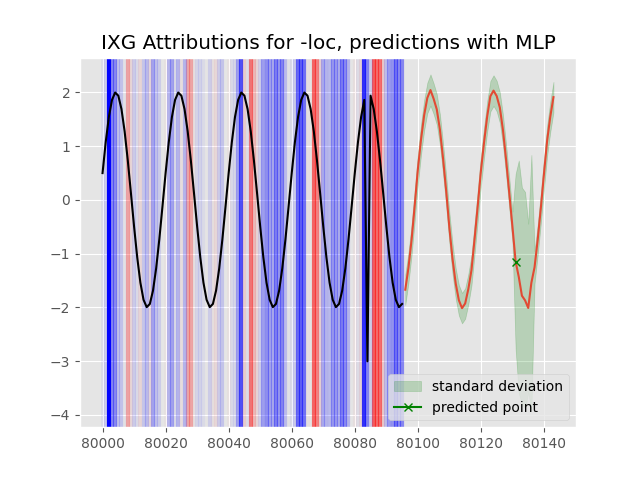 IXG Attributions for -loc, predictions with MLP
2
1
0
−1
−2
−3
−4
standard deviation
predicted point
80000 80020 80040 80060 80080 80100 80120 80140